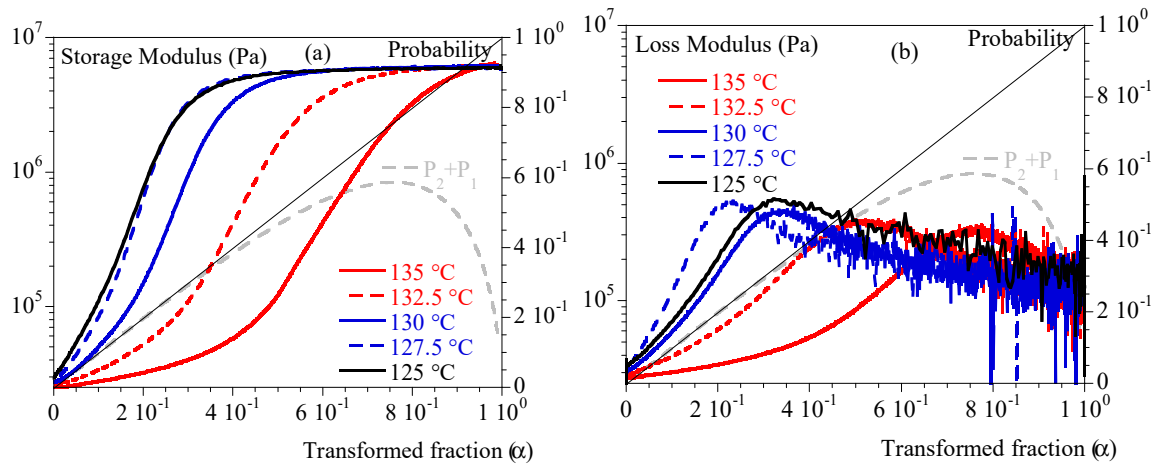 Storage Modulus (Pa)
(a)
Probability
10^7
10^6
10^5
1 10^0
8 10^-1
6 10^-1
4 10^-1
2 10^-1
0
P_2+P_1
135 °C
132.5 °C
130 °C
127.5 °C
125 °C
0
2 10^-1
4 10^-1
6 10^-1
8 10^-1
1 10^0
Transformed fraction (α)
Loss Modulus (Pa)
(b)
Probability
10^7
10^6
10^5
1 10^0
8 10^-1
6 10^-1
4 10^-1
2 10^-1
0
135 °C
132.5 °C
130 °C
127.5 °C
125 °C
P_2+P_1
0
2 10^-1
4 10^-1
6 10^-1
8 10^-1
1 10^0
Transformed fraction (α)